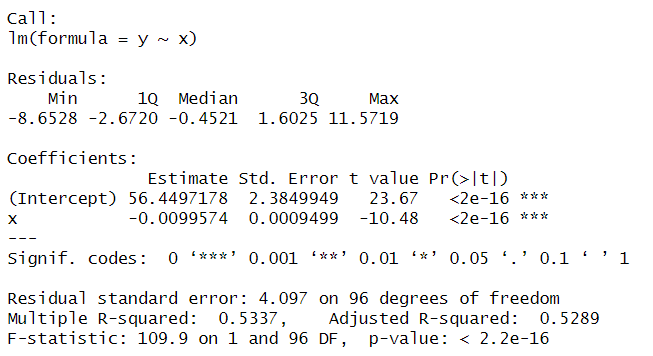 Call:
lm(formula = y ~ x)
Residuals:
Min 1Q Median 3Q Max
-8.6528 -2.6720 -0.4521 1.6025 11.5719
Coefficients:
Estimate Std. Error t value Pr(>|t|)
(Intercept) 56.4497178 2.3849949 23.67 <2e-16 ***
x -0.0099574 0.0009499 -10.48 <2e-16 ***
---
Signif. codes: 0 ‘***’ 0.001 ‘**’ 0.01 ‘*’ 0.05 ‘.’ 0.1 ‘ ’ 1
Residual standard error: 4.097 on 96 degrees of freedom
Multiple R-squared: 0.5337, Adjusted R-squared: 0.5289
F-statistic: 109.9 on 1 and 96 DF, p-value: < 2.2e-16